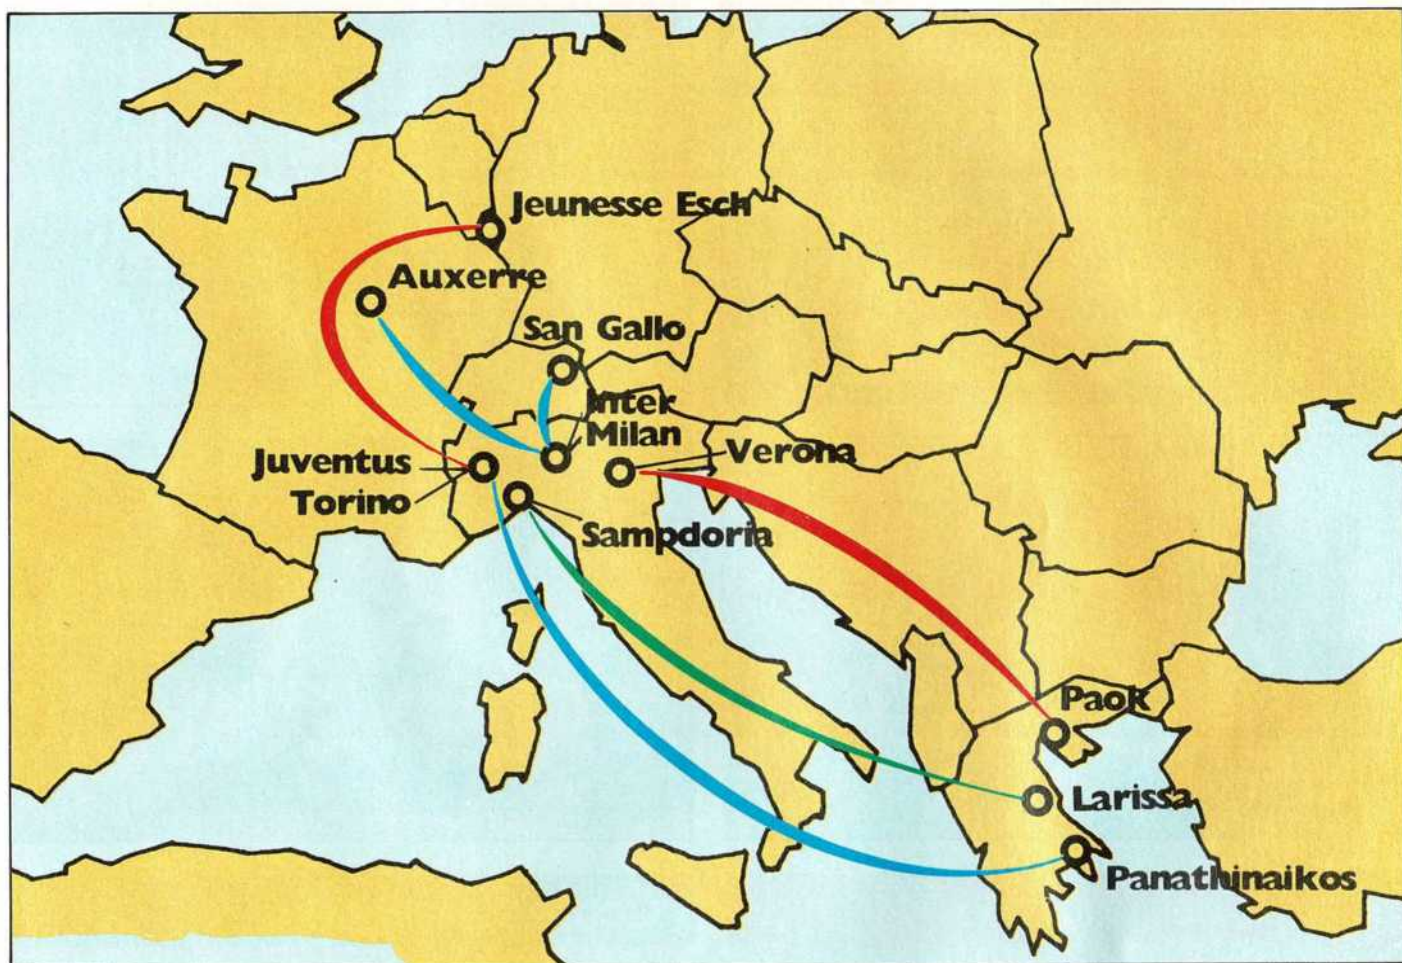 Jeunesse Esch
Auxerre
San Gallo
Inter
Milan
Juventus
Verona
Torino
Sampdoria
Paok
Larissa
Panathinaikos